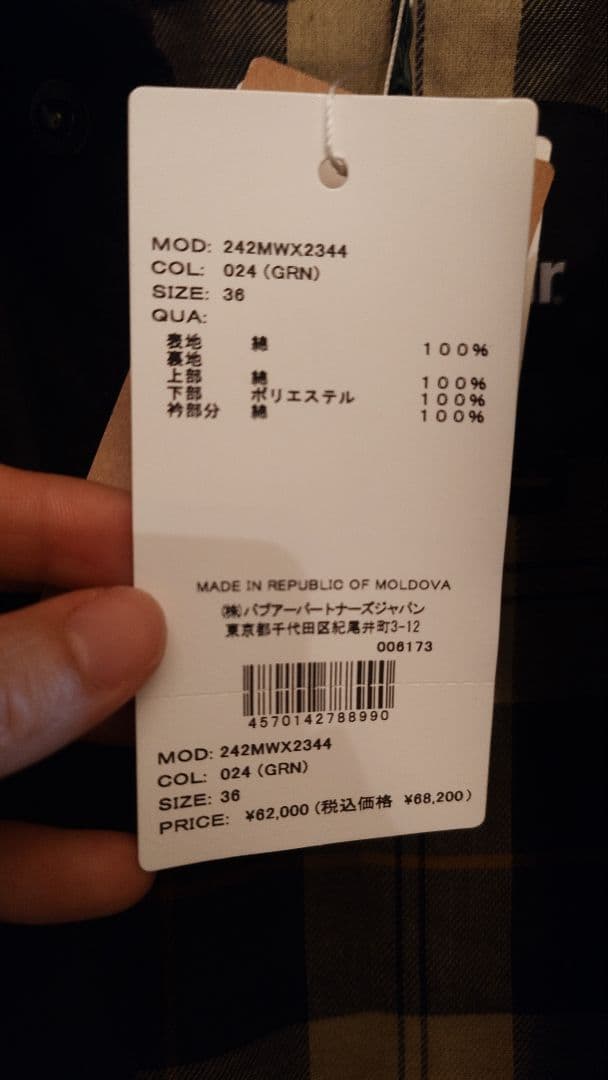 MOD: 242MWX2344
COL: 024 (GRN)
SIZE: 36
QUA:
表地 綿 100%
裏地
上部 綿 100%
下部 ポリエステル 100%
衿部分 綿 100%
MADE IN REPUBLIC OF MOLDOVA
(株)バブアーパートナーズジャパン
東京都千代田区紀尾井町3-12
006173
4570142788990
MOD: 242MWX2344
COL: 024 (GRN)
SIZE: 36
PRICE: ¥62,000 (税込価格 ¥68,200)
r